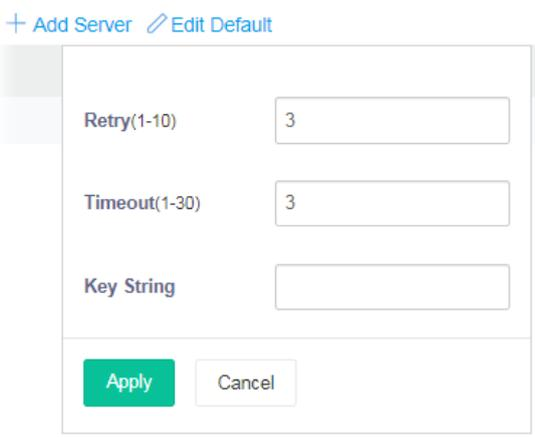 + Add Server Edit Default
Retry(1-10) 3
Timeout(1-30) 3
Key String
Apply Cancel